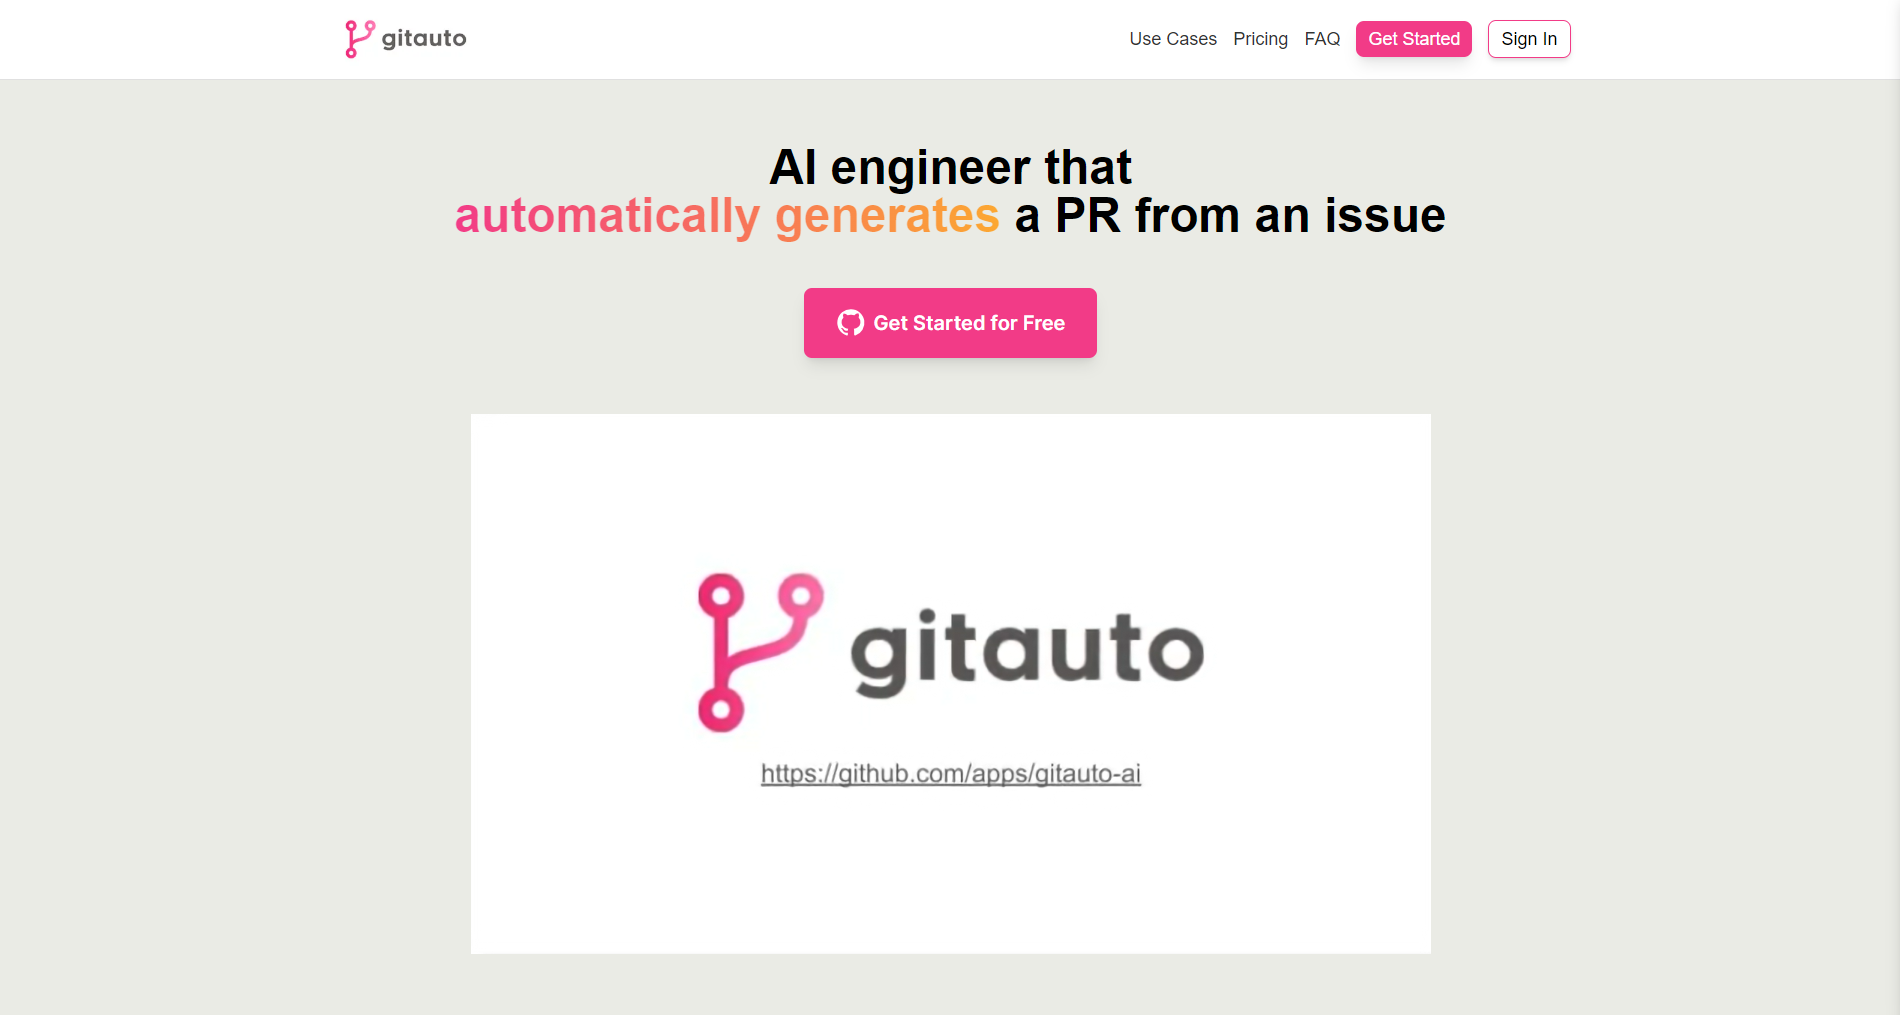 gitauto
Use Cases Pricing FAQ Get Started Sign In
AI engineer that
automatically generates a PR from an issue
Get Started for Free
gitauto
https://github.com/apps/gitauto-ai